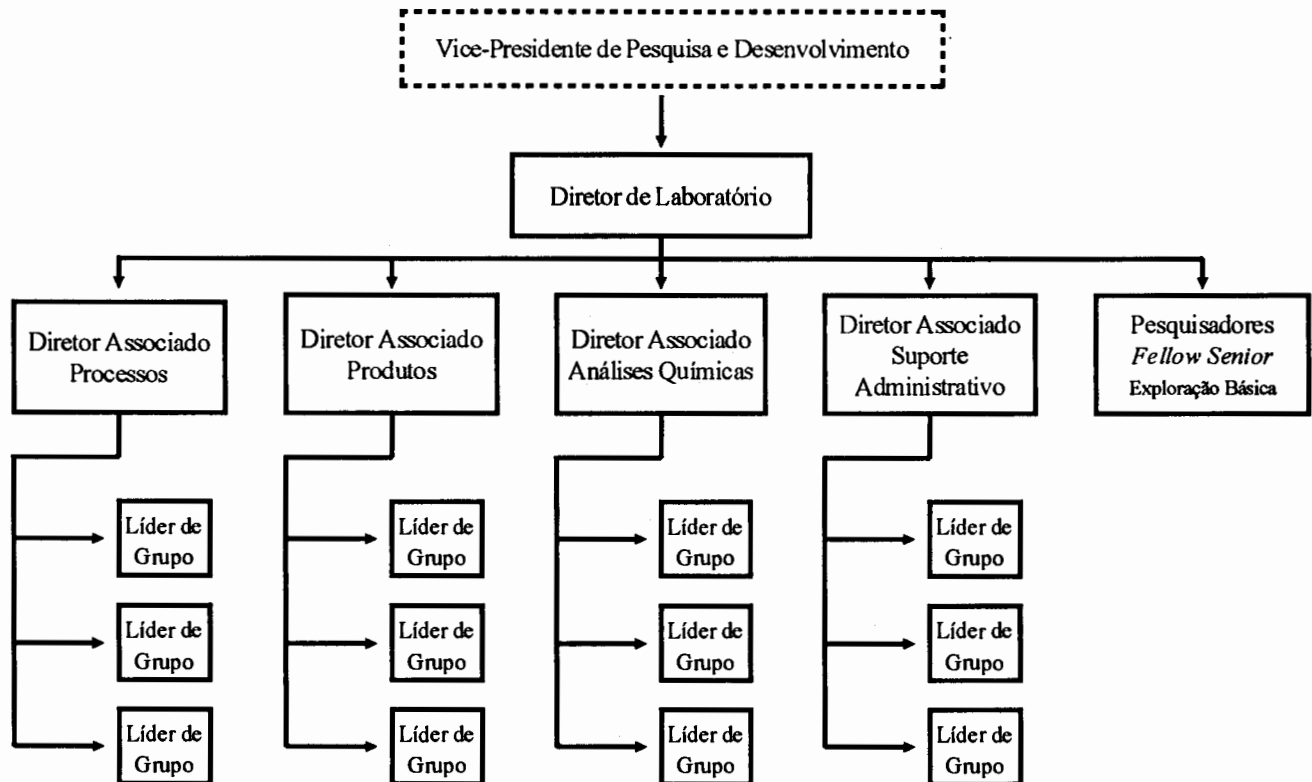 Vice-Presidente de Pesquisa e Desenvolvimento
Diretor de Laboratório
Diretor Associado
Processos
Diretor Associado
Produtos
Diretor Associado
Análises Químicas
Diretor Associado
Suporte
Administrativo
Pesquisadores
Fellow Senior
Exploração Básica
Líder de
Grupo
Líder de
Grupo
Líder de
Grupo
Líder de
Grupo
Líder de
Grupo
Líder de
Grupo
Líder de
Grupo
Líder de
Grupo
Líder de
Grupo
Líder de
Grupo
Líder de
Grupo
Líder de
Grupo